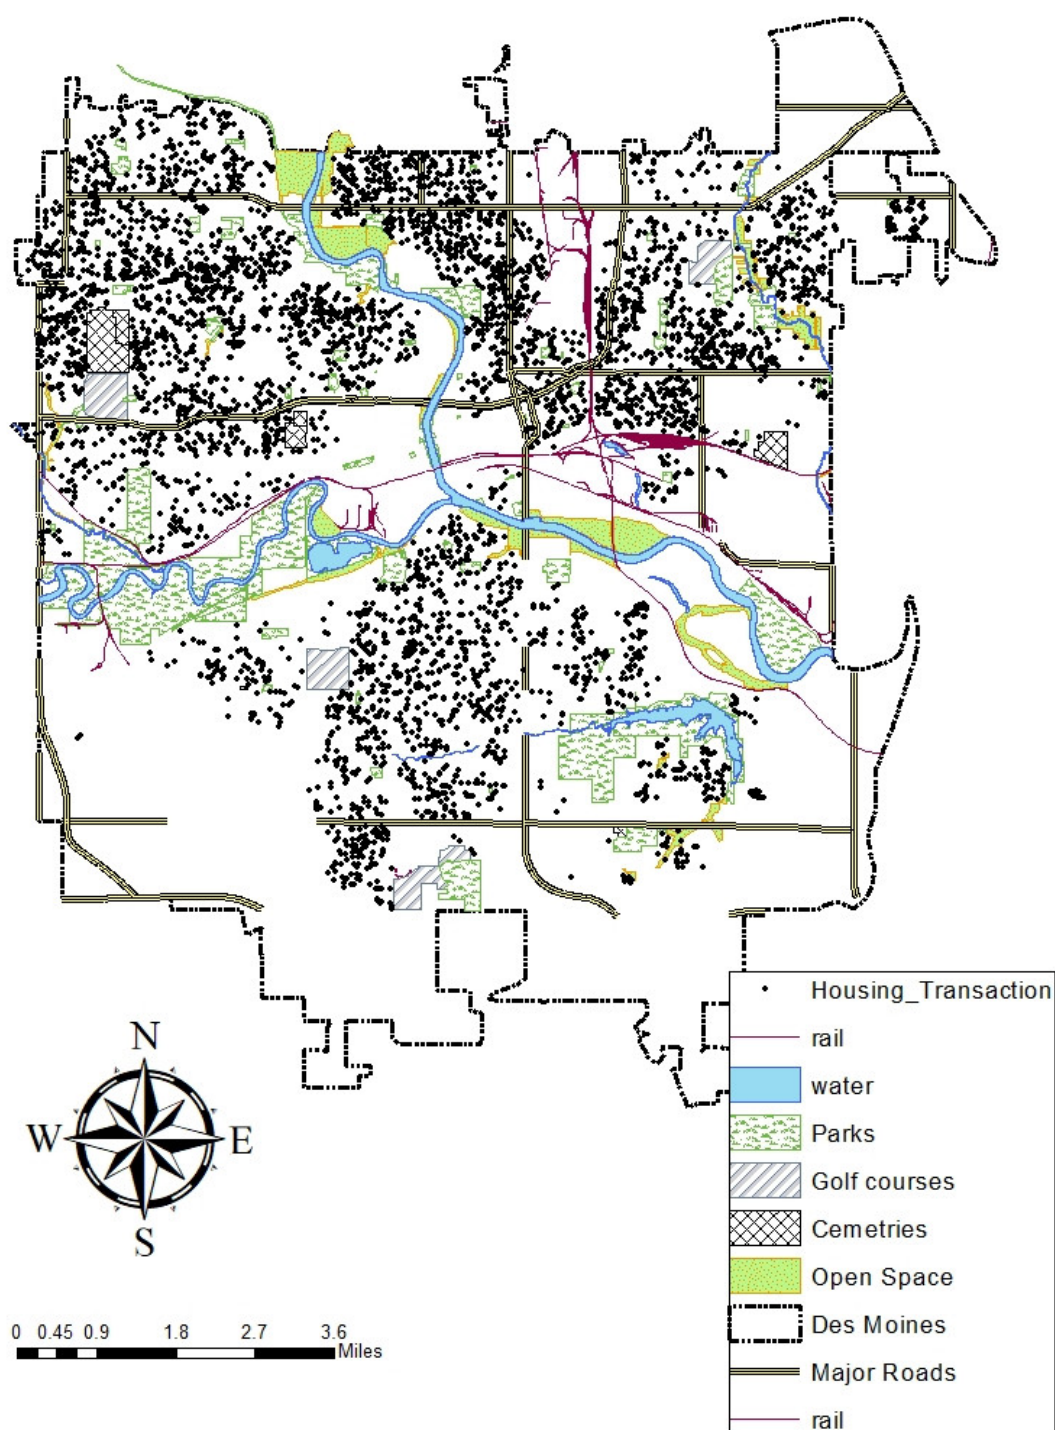 N
W E
S
0 0.45 0.9 1.8 2.7 3.6
Miles
Housing_Transaction
rail
water
Parks
Golf courses
Cemetries
Open Space
Des Moines
Major Roads
rail